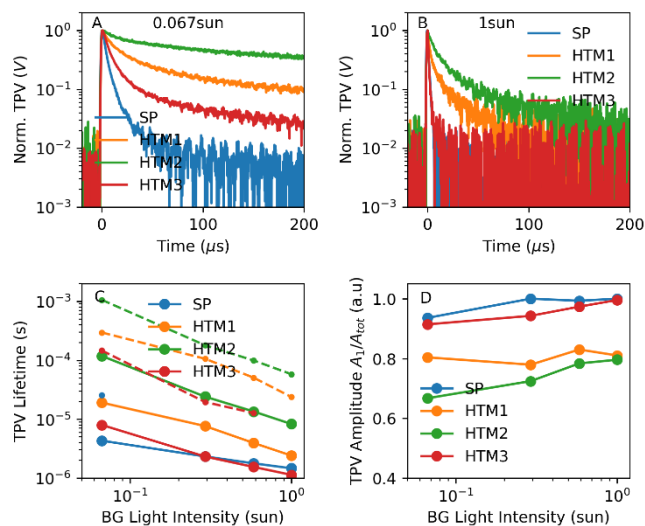 A 0.067sun
10⁰
10⁻¹
10⁻²
10⁻³
Norm. TPV (V)
SP
HTM1
HTM2
HTM3
0 100 200
Time (μs)
B 1sun
10⁰
10⁻¹
10⁻²
10⁻³
Norm. TPV (V)
SP
HTM1
HTM2
HTM3
0 100 200
Time (μs)
C
10⁻³
10⁻⁴
10⁻⁵
10⁻⁶
TPV Lifetime (s)
SP
HTM1
HTM2
HTM3
10⁻¹ 10⁰
BG Light Intensity (sun)
D
1.0
0.8
0.6
0.4
TPV Amplitude A₁/Aₜₒₜ (a.u)
SP
HTM1
HTM2
HTM3
10⁻¹ 10⁰
BG Light Intensity (sun)